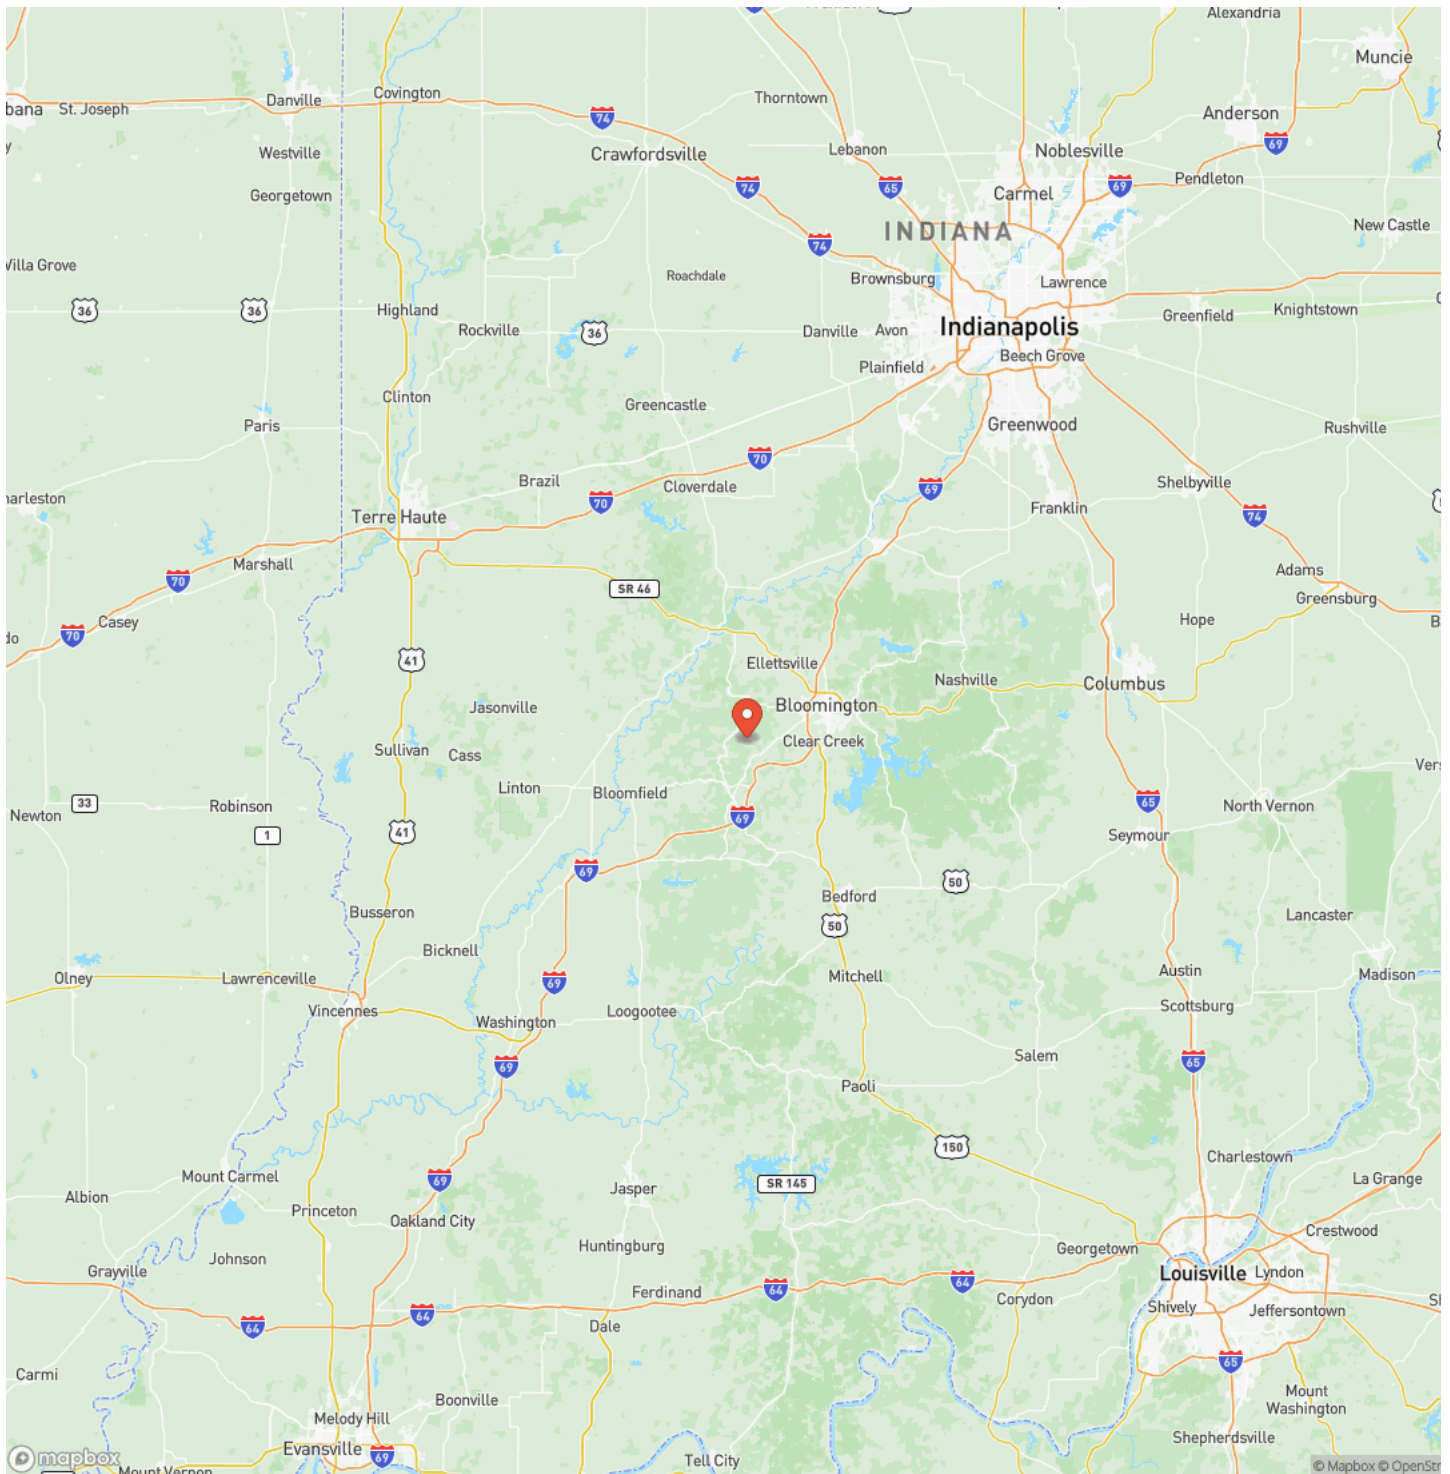 Alexandria
Muncie
Danville
Covington
Thorntown
bana
St. Joseph
Anderson
74
Crawfordsville
Lebanon
Noblesville
69
Westville
Pendleton
74
65
Carmel
69
Georgetown
New Castle
INDIANA
74
Villa Grove
Roachdale
Brownsburg
Lawrence
36
36
Highland
Rockville
36
Danville
Avon
Indianapolis
Greenfield
Knightstown
Beech Grove
Plainfield
Clinton
Greencastle
Greenwood
Paris
Rushville
70
Brazil
Cloverdale
69
Shelbyville
harleston
70
Terre Haute
Franklin
74
Marshall
70
SR 46
Adams
Greensburg
Casey
Hope
70
do
B
41
Ellettsville
Nashville
Columbus
Jasonville
Bloomington
Sullivan
Cass
Clear Creek
Vers
Linton
Bloomfield
33
Robinson
65
North Vernon
Newton
69
1
41
Seymour
69
50
Bedford
Busseron
50
Lancaster
Bicknell
Olney
Lawrenceville
69
Mitchell
Austin
Madison
Vincennes
Washington
Loogootee
Scottsburg
69
Salem
65
Paoli
150
Charlestown
Mount Carmel
69
Jasper
SR 145
La Grange
Albion
Princeton
Oakland City
Crestwood
Johnson
Huntingburg
Georgetown
Grayville
Louisville
Lyndon
64
Ferdinand
64
Corydon
64
64
Dale
Shively
Jeffersontown
65
Carmi
Boonville
Mount
Washington
Melody Hill
Evansville
69
Shepherdsville
mapbox
Tell City
Mount Vernon
© Mapbox © OpenStr